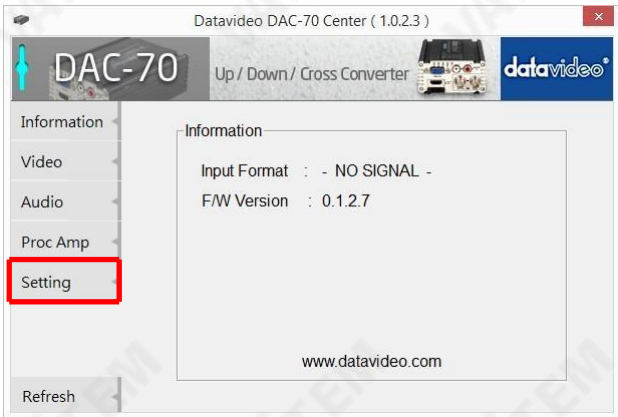 Datavideo DAC-70 Center ( 1.0.2.3 )
DAC-70 Up / Down / Cross Converter datavideo®
Information
Video
Audio
Proc Amp
Setting
Refresh
Information
Input Format : - NO SIGNAL -
F/W Version : 0.1.2.7
www.datavideo.com